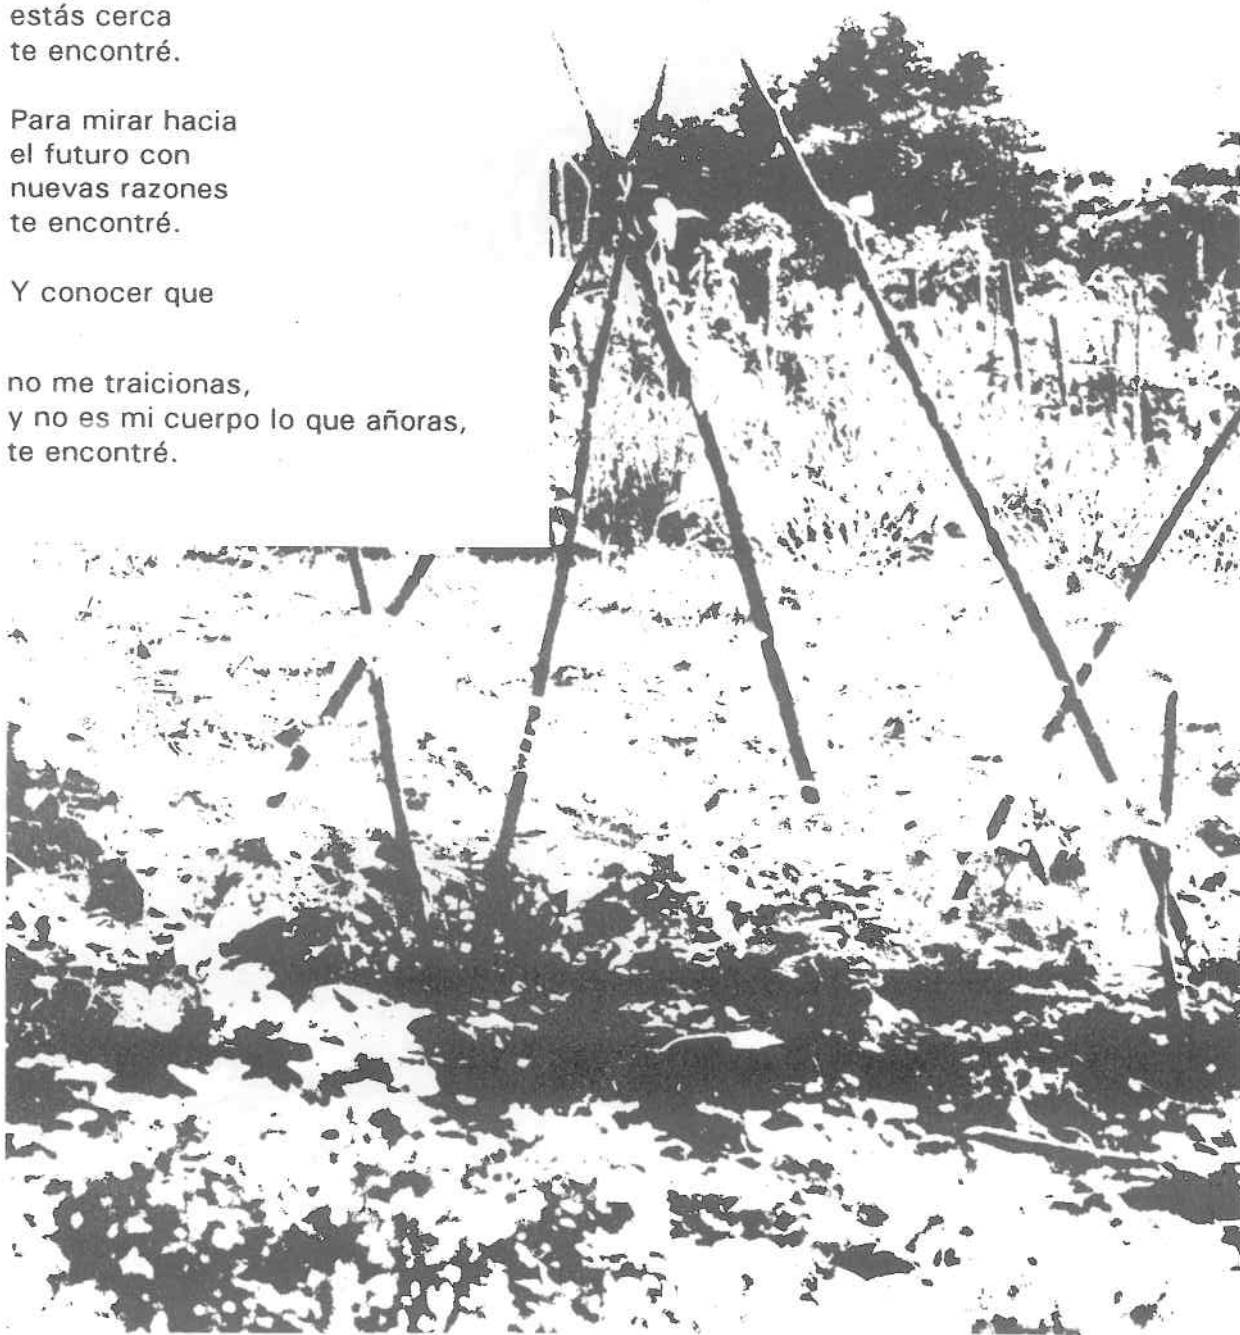 estás cerca
te encontré.
Para mirar hacia
el futuro con
nuevas razones
te encontré.
Y conocer que
no me traicionas,
y no es mi cuerpo lo que añoras,
te encontré.